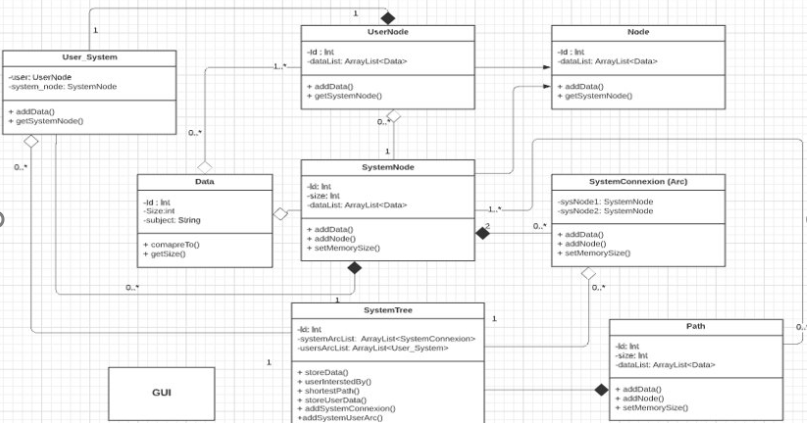 1
1
UserNode
-Id : Int
-dataList: ArrayList<Data>
+ addData()
+ getSystemNode()
Node
-Id : Int
-dataList: ArrayList<Data>
+ addData()
+ getSystemNode()
User_System
-user: UserNode
-system_node: SystemNode
+ addData()
+ getSystemNode()
1..*
0..*
0..*
1
0..*
Data
-Id : Int
-Size:int
-subject: String
+ comapreTo()
+ getSize()
SystemNode
-Id: Int
-size: Int
-dataList: ArrayList<Data>
+ addData()
+ addNode()
+ setMemorySize()
1..*
2
0..*
SystemConnexion (Arc)
-sysNode1: SystemNode
-sysNode2: SystemNode
+ addData()
+ addNode()
+ setMemorySize()
0..*
0..*
1
SystemTree
-Id: Int
-systemArcList: ArrayList<SystemConnexion>
-usersArcList: ArrayList<User_System>
+ storeData()
+ userInterstedBy()
+ shortestPath()
+ storeUserData()
+ addSystemConnexion()
+addSystemUserArc()
1
1
Path
-Id: Int
-size: Int
-dataList: ArrayList<Data>
+ addData()
+ addNode()
+ setMemorySize()
0..
GUI